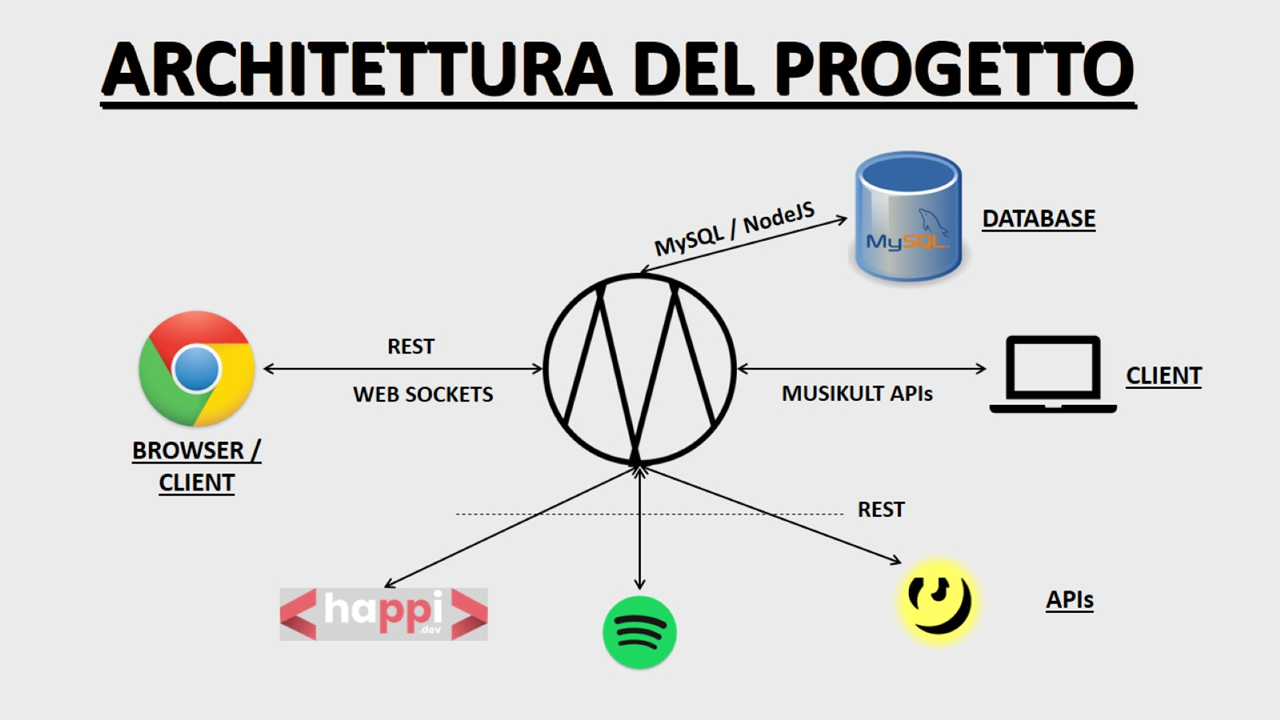 ARCHITETTURA DEL PROGETTO
MySQL / NodeJS
MySQL
DATABASE
REST
WEB SOCKETS
MUSIKULT APIs
CLIENT
BROWSER /
CLIENT
REST
<happi>
.dev
APIs